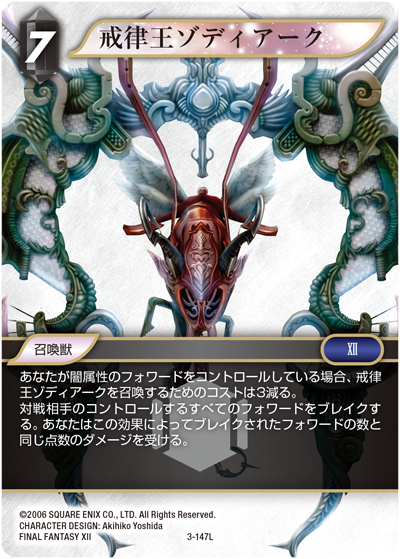 7
戒律王ゾディアーク
召喚獣
XII
あなたが闇属性のフォワードをコントロールしている場合、戒律
王ゾディアークを召喚するためのコストは3減る。
対戦相手のコントロールするすべてのフォワードをブレイクす
る。あなたはこの効果によってブレイクされたフォワードの数と
同じ点数のダメージを受ける。
©2006 SQUARE ENIX CO., LTD. All Rights Reserved.
CHARACTER DESIGN: Akihiko Yoshida
FINAL FANTASY XII
3-147L